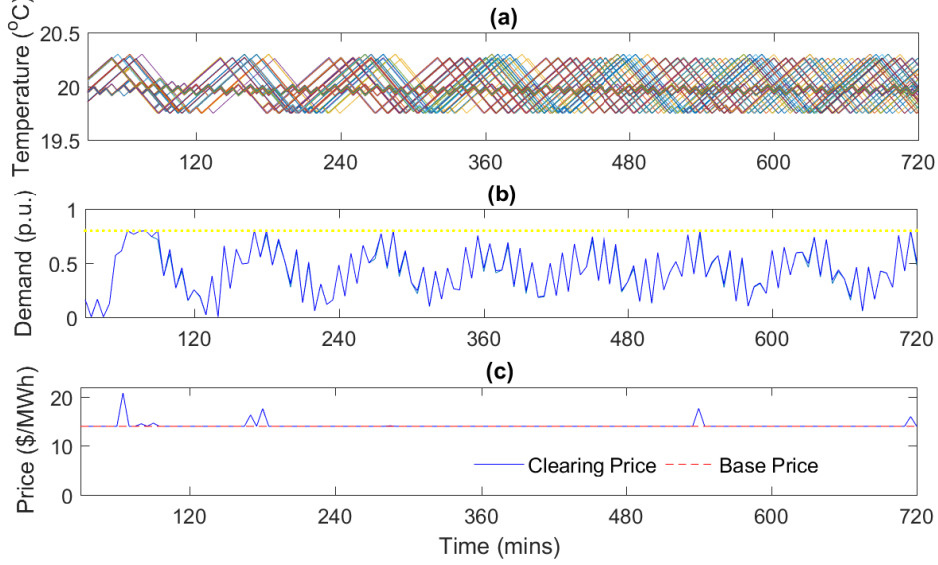 (a)
Temperature (°C)
20.5
20
19.5
120 240 360 480 600 720
(b)
Demand (p.u.)
1
0.5
0
120 240 360 480 600 720
(c)
Price ($/MWh)
20
10
0
Clearing Price Base Price
120 240 360 480 600 720
Time (mins)